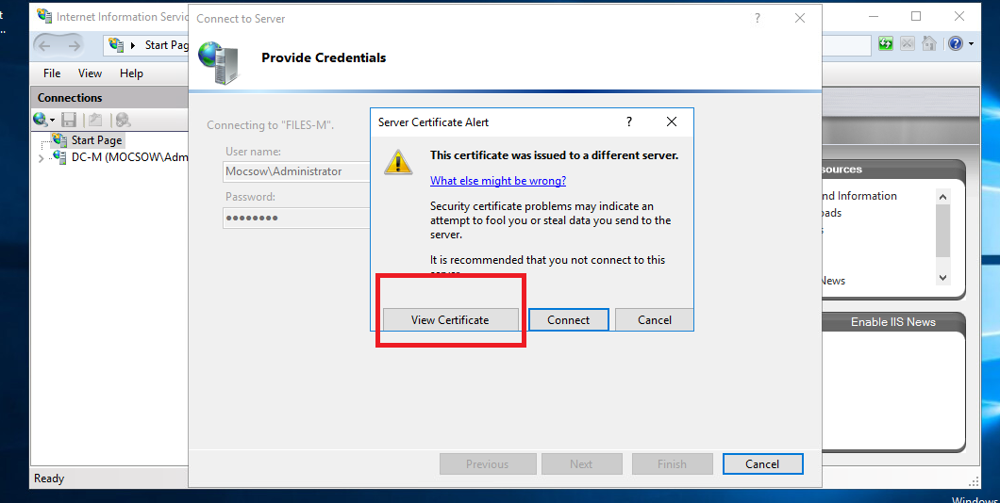 t
Internet Information Servic
Connect to Server
?
...
Start Pag
Provide Credentials
File View Help
Connections
Start Page
DC-M (MOCSOW\Adm
Connecting to "FILES-M".
User name:
Mocsow\Administrator
Password:
Server Certificate Alert
?
This certificate was issued to a different server.
What else might be wrong?
Security certificate problems may indicate an
attempt to fool you or steal data you send to the
server.
It is recommended that you not connect to this
server.
View Certificate
Connect
Cancel
sources
nd Information
oads
s
News
Enable IIS News
Previous
Next
Finish
Cancel
Ready
Windows